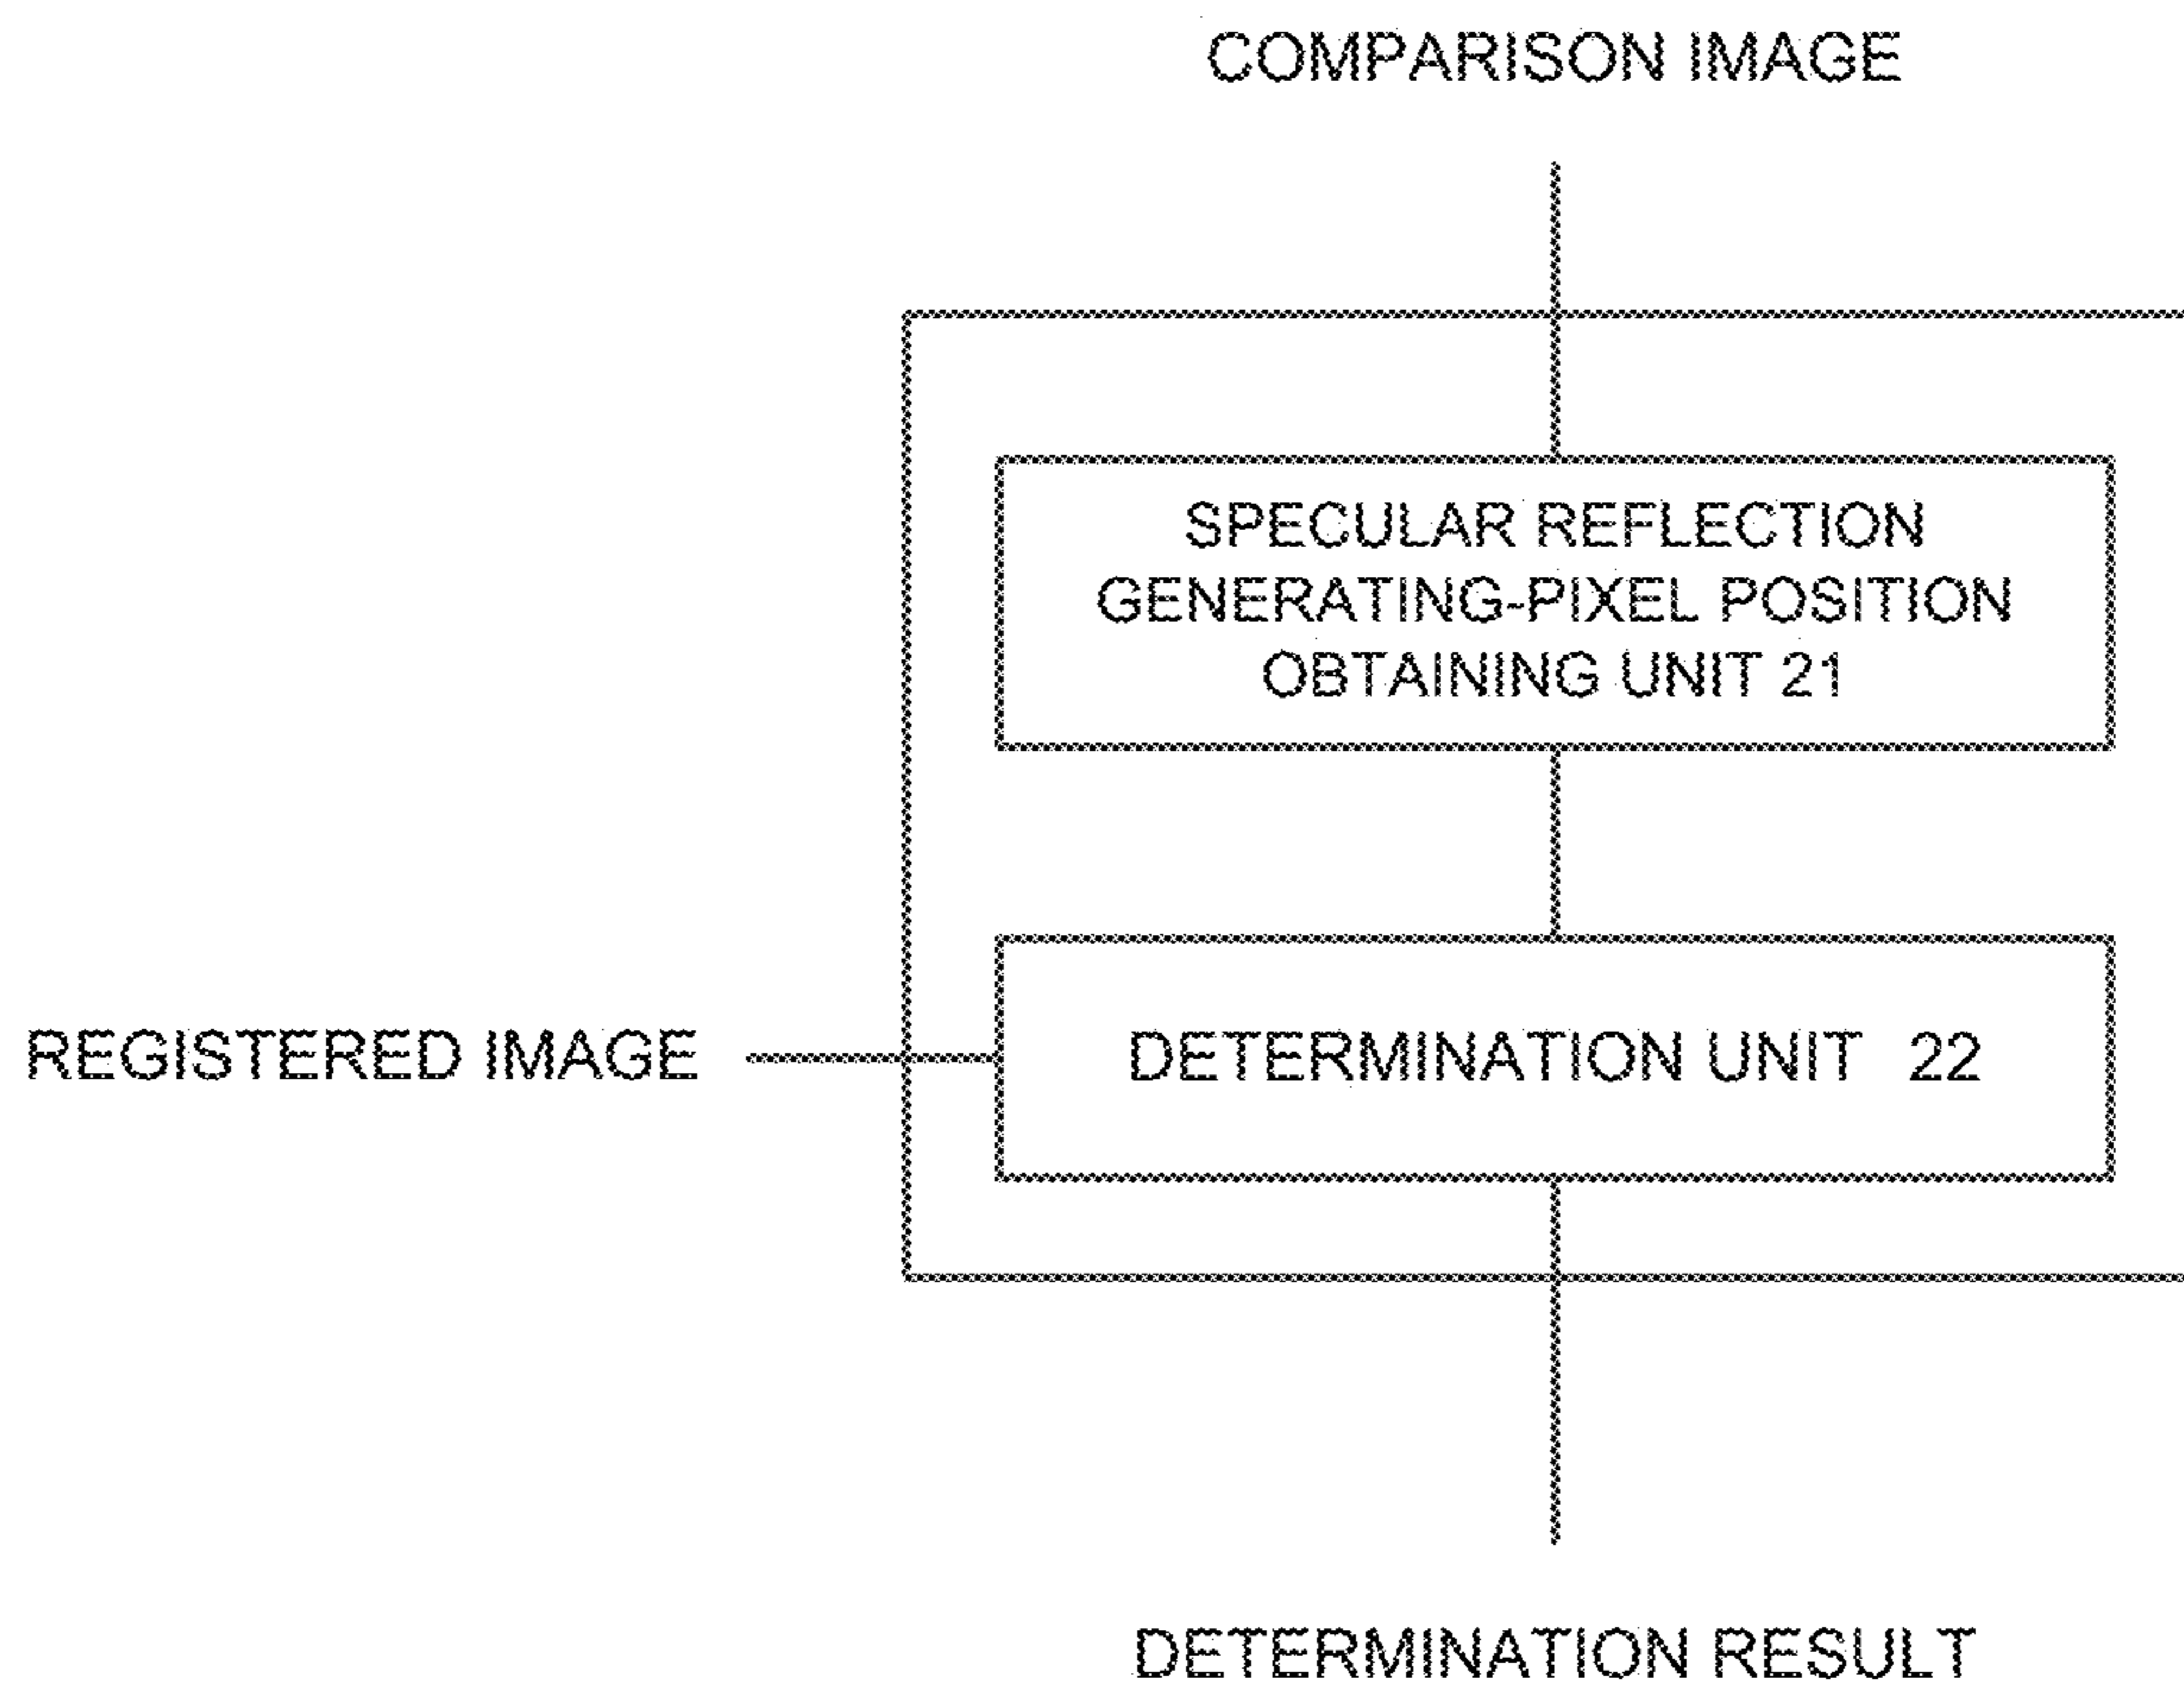 COMPARISON IMAGE
SPECULAR REFLECTION
GENERATING-PIXEL POSITION
OBTAINING UNIT 21
REGISTERED IMAGE
DETERMINATION UNIT 22
DETERMINATION RESULT